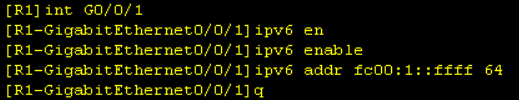 [R1]int G0/0/1
[R1-GigabitEthernet0/0/1]ipv6 en
[R1-GigabitEthernet0/0/1]ipv6 enable
[R1-GigabitEthernet0/0/1]ipv6 addr fc00:1::ffff 64
[R1-GigabitEthernet0/0/1]q